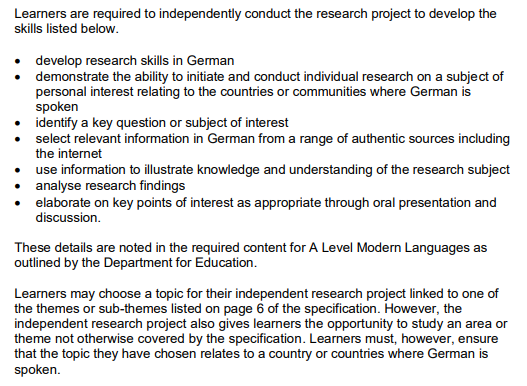 Learners are required to independently conduct the research project to develop the
skills listed below.
• develop research skills in German
• demonstrate the ability to initiate and conduct individual research on a subject of
personal interest relating to the countries or communities where German is
spoken
• identify a key question or subject of interest
• select relevant information in German from a range of authentic sources including
the internet
• use information to illustrate knowledge and understanding of the research subject
• analyse research findings
• elaborate on key points of interest as appropriate through oral presentation and
discussion.
These details are noted in the required content for A Level Modern Languages as
outlined by the Department for Education.
Learners may choose a topic for their independent research project linked to one of
the themes or sub-themes listed on page 6 of the specification. However, the
independent research project also gives learners the opportunity to study an area or
theme not otherwise covered by the specification. Learners must, however, ensure
that the topic they have chosen relates to a country or countries where German is
spoken.